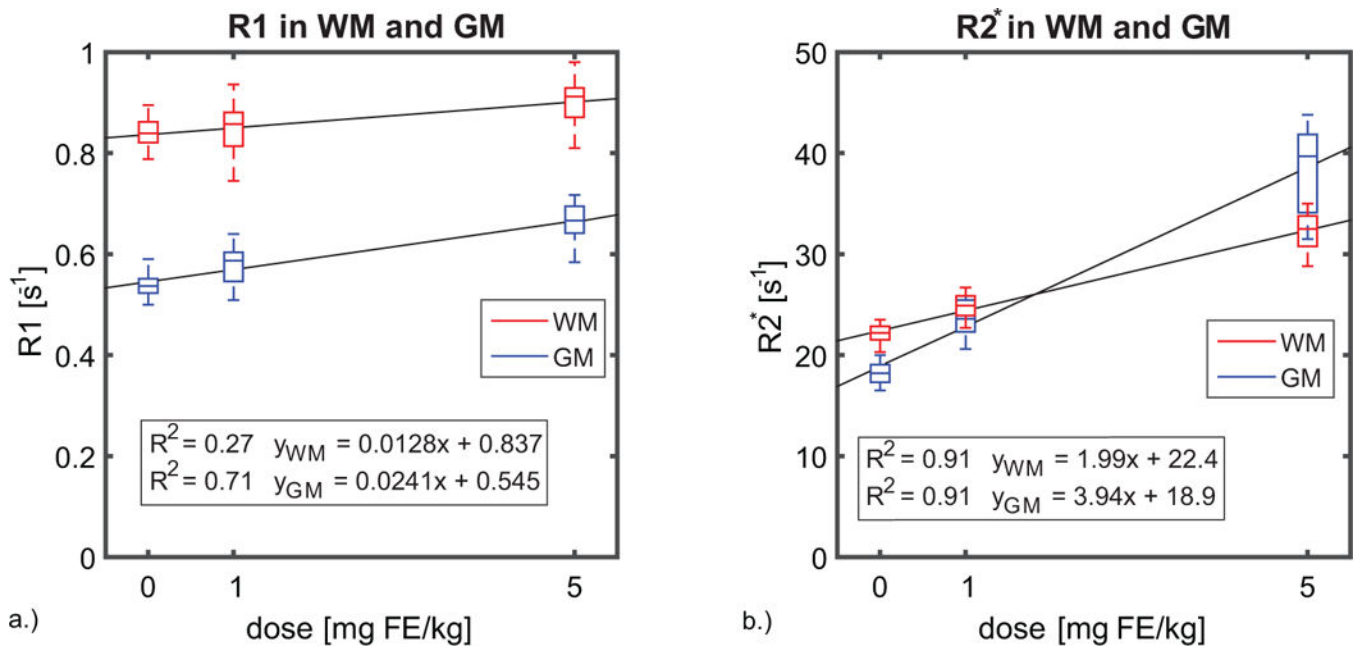 R1 in WM and GM
1
0.8
0.6
0.4
0.2
0
R1 [s⁻¹]
WM
GM
R² = 0.27 y_WM = 0.0128x + 0.837
R² = 0.71 y_GM = 0.0241x + 0.545
0 1 5
dose [mg FE/kg]
a.)
R2* in WM and GM
50
40
30
20
10
0
R2* [s⁻¹]
WM
GM
R² = 0.91 y_WM = 1.99x + 22.4
R² = 0.91 y_GM = 3.94x + 18.9
0 1 5
dose [mg FE/kg]
b.)